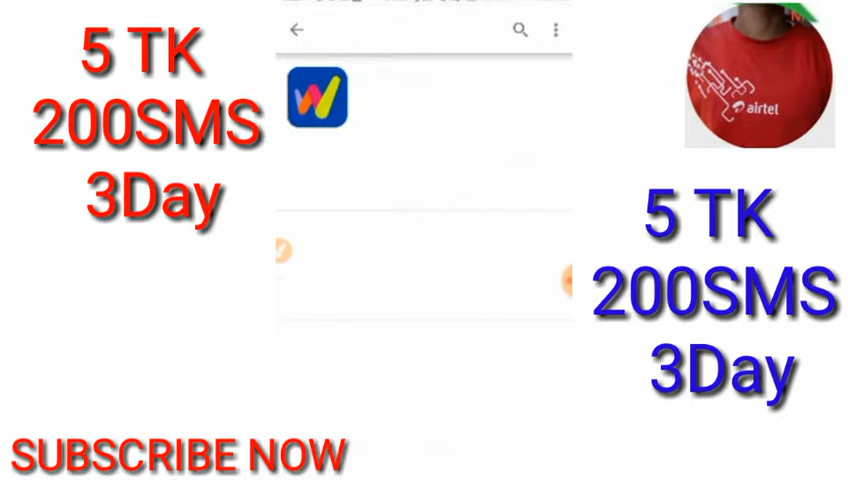 5 TK
200SMS
3Day
SUBSCRIBE NOW
airtel
5 TK
200SMS
3Day